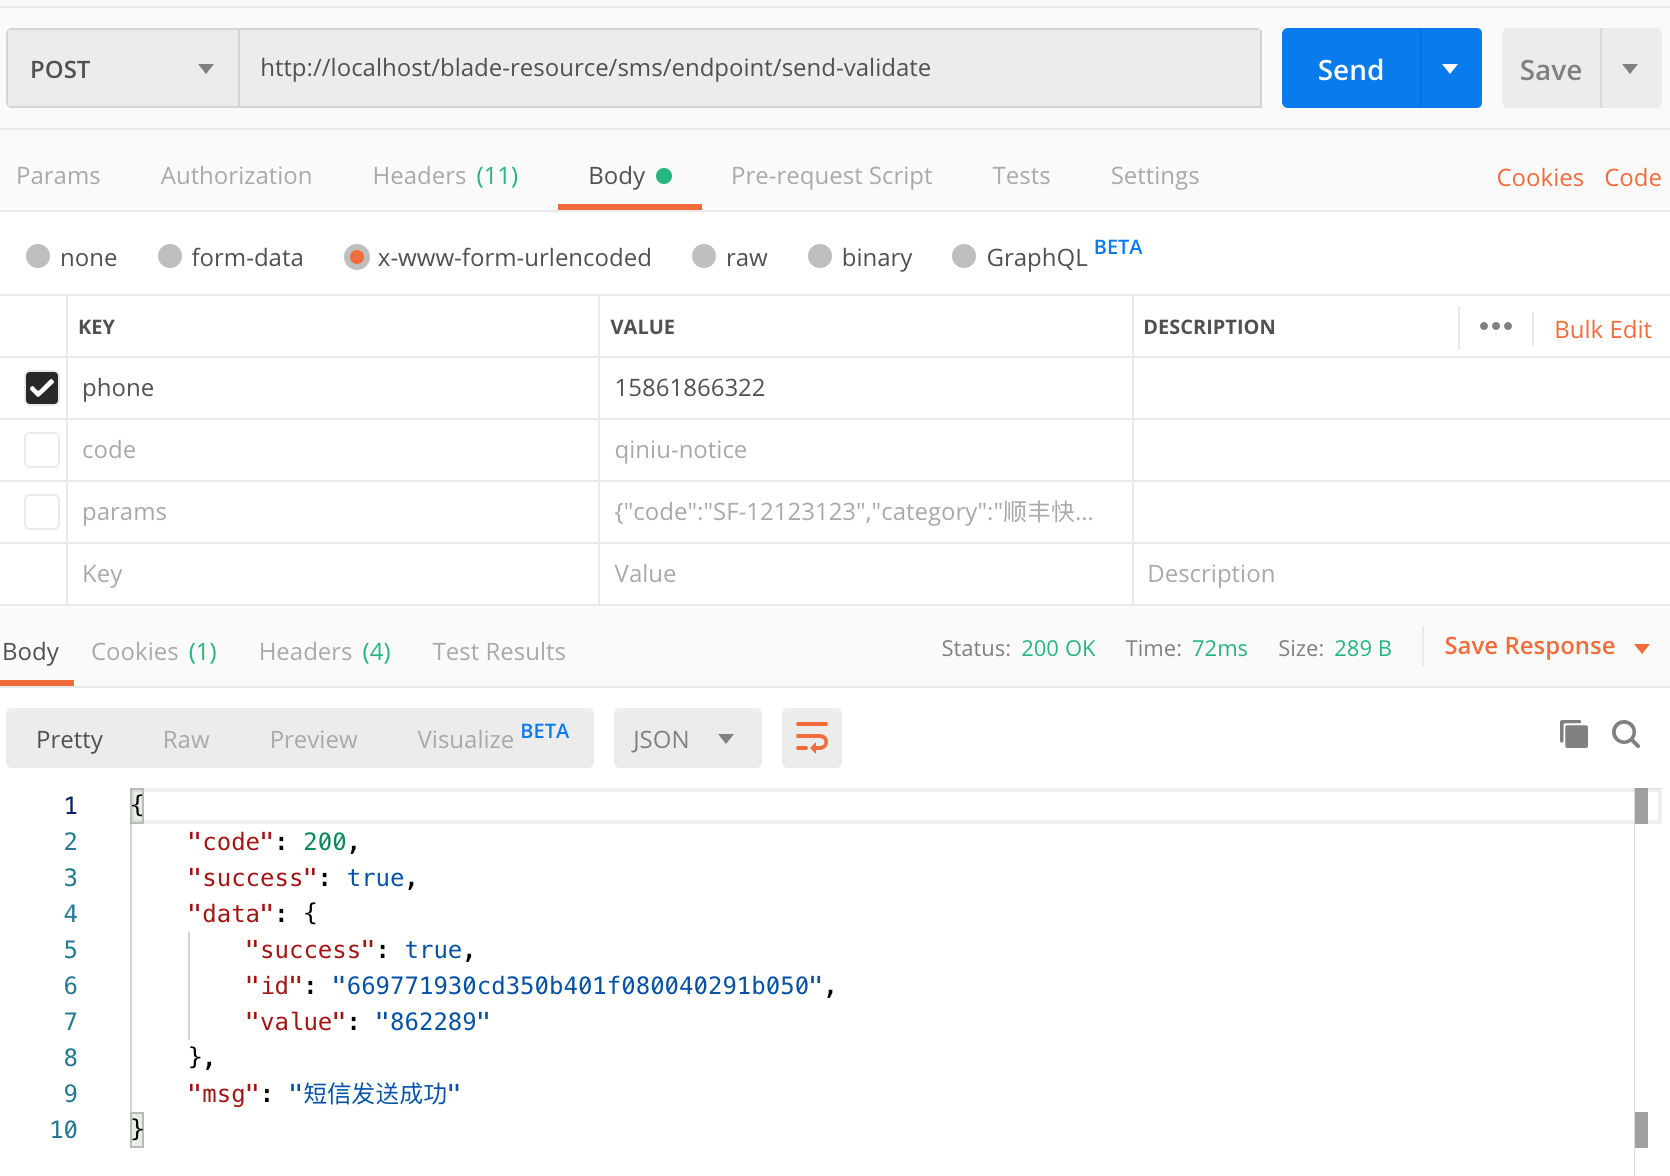 POST http://localhost/blade-resource/sms/endpoint/send-validate Send Save
Params Authorization Headers (11) Body Pre-request Script Tests Settings Cookies Code
none form-data x-www-form-urlencoded raw binary GraphQL BETA
KEY VALUE DESCRIPTION ••• Bulk Edit
phone 15861866322
code qiniu-notice
params {"code":"SF-12123123","category":"顺丰快...
Key Value Description
Body Cookies (1) Headers (4) Test Results Status: 200 OK Time: 72ms Size: 289 B Save Response
Pretty Raw Preview Visualize BETA JSON
1 {
2 "code": 200,
3 "success": true,
4 "data": {
5 "success": true,
6 "id": "669771930cd350b401f080040291b050",
7 "value": "862289"
8 },
9 "msg": "短信发送成功"
10 }